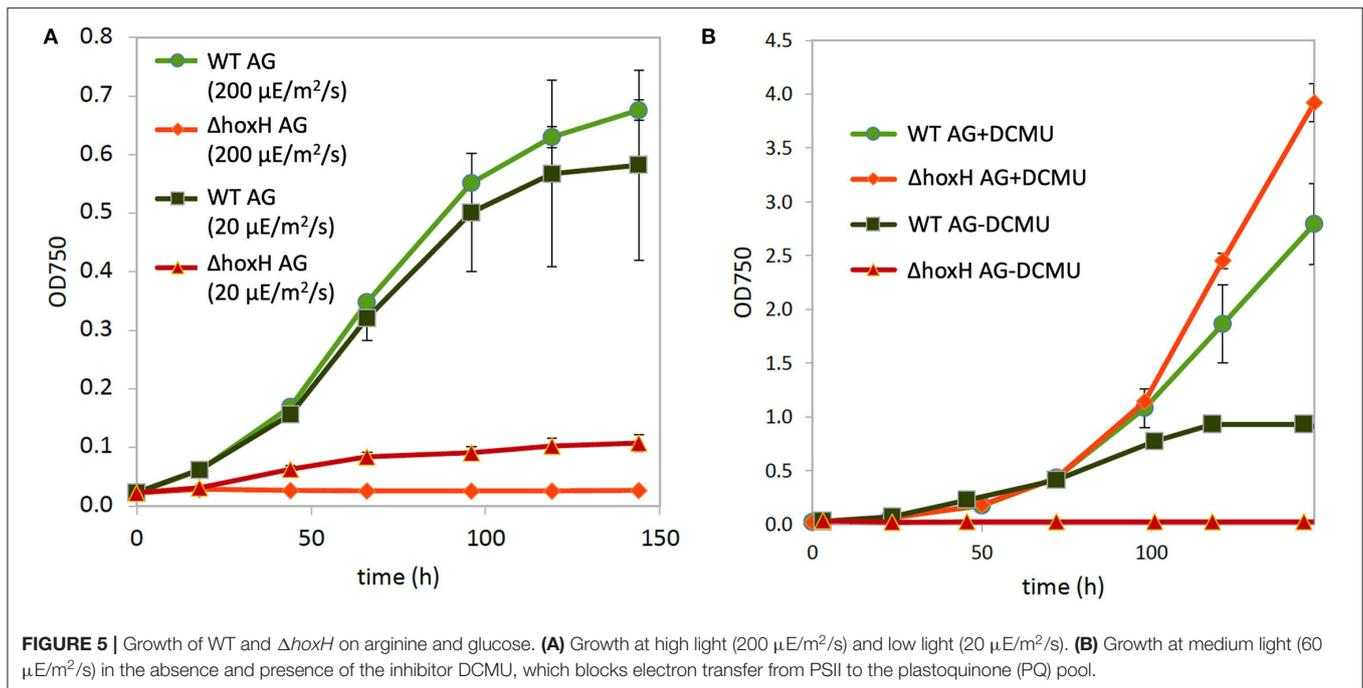 A
0.8
0.7
0.6
0.5
0.4
0.3
0.2
0.1
0.0
OD750
WT AG
(200 µE/m²/s)
ΔhoxH AG
(200 µE/m²/s)
WT AG
(20 µE/m²/s)
ΔhoxH AG
(20 µE/m²/s)
0 50 100 150
time (h)
B
4.5
4.0
3.5
3.0
2.5
2.0
1.5
1.0
0.5
0.0
OD750
WT AG+DCMU
ΔhoxH AG+DCMU
WT AG-DCMU
ΔhoxH AG-DCMU
0 50 100
time (h)
FIGURE 5 | Growth of WT and ΔhoxH on arginine and glucose. (A) Growth at high light (200 µE/m²/s) and low light (20 µE/m²/s). (B) Growth at medium light (60
µE/m²/s) in the absence and presence of the inhibitor DCMU, which blocks electron transfer from PSII to the plastoquinone (PQ) pool.